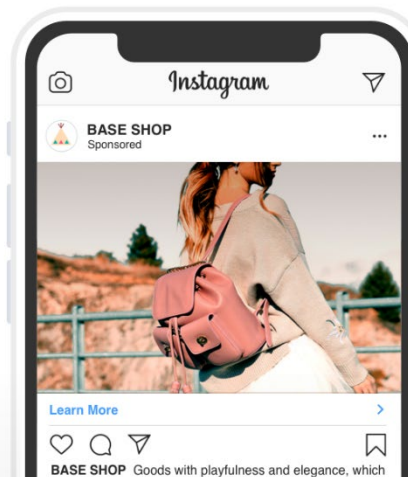 Instagram
BASE SHOP
Sponsored
Learn More
BASE SHOP Goods with playfulness and elegance, which